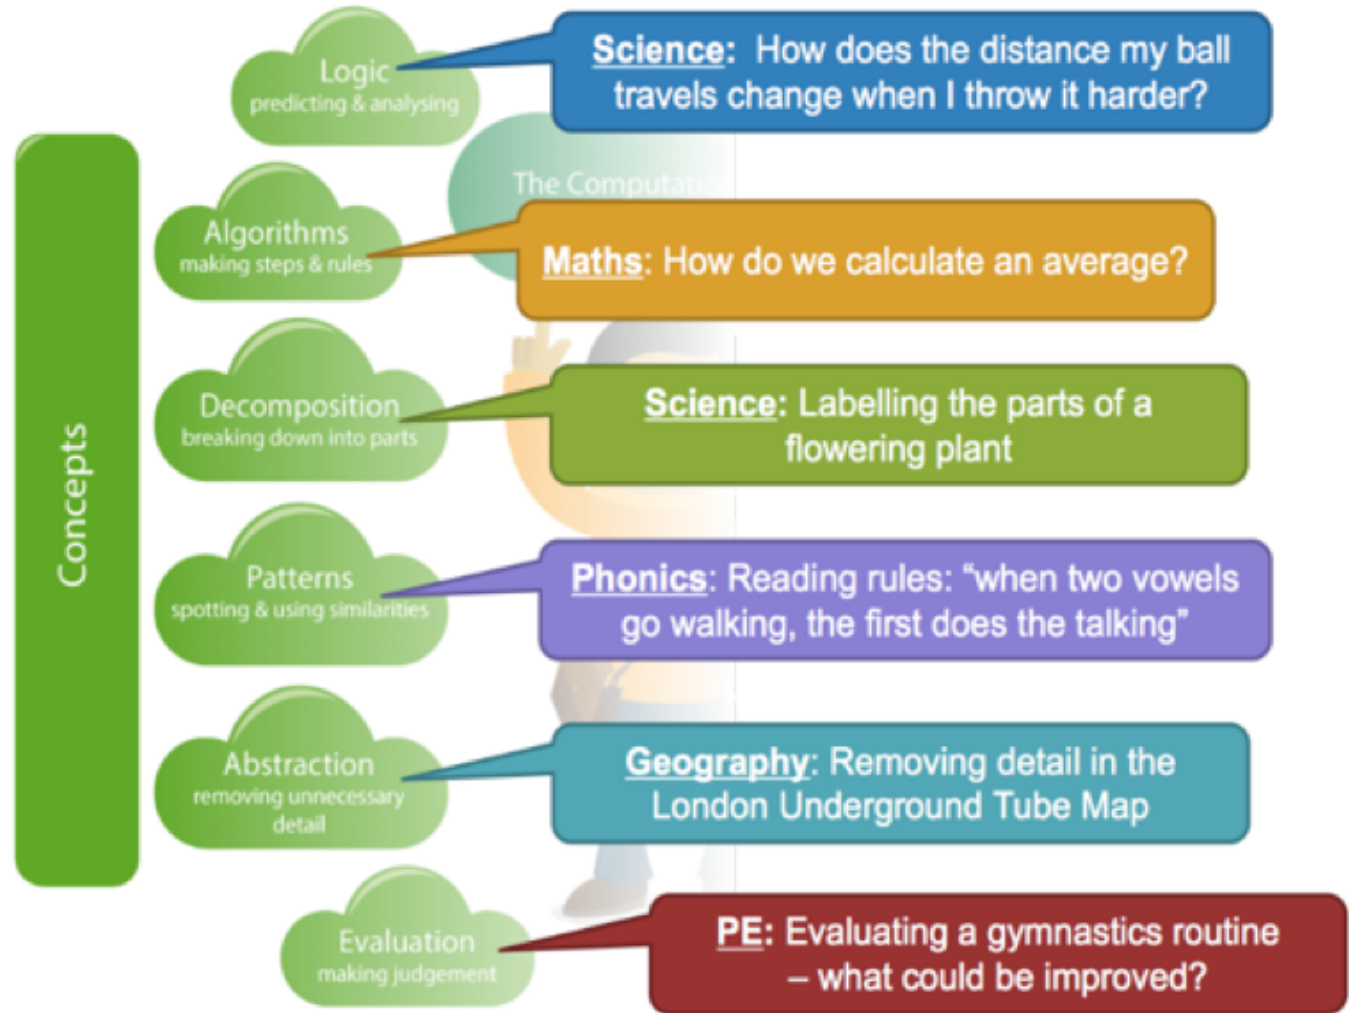 Concepts
Logic
predicting & analysing
Science: How does the distance my ball
travels change when I throw it harder?
The
Algorithms
making steps & rules
Maths: How do we calculate an average?
Decomposition
breaking down into parts
Science: Labelling the parts of a
flowering plant
Patterns
spotting & using similarities
Phonics: Reading rules: “when two vowels
go walking, the first does the talking”
Abstraction
removing unnecessary
detail
Geography: Removing detail in the
London Underground Tube Map
Evaluation
making judgement
PE: Evaluating a gymnastics routine
– what could be improved?